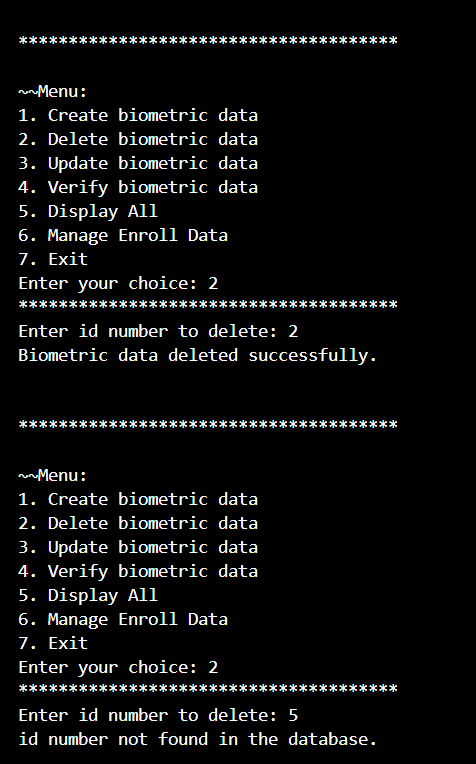 **************************************
~~Menu:
1. Create biometric data
2. Delete biometric data
3. Update biometric data
4. Verify biometric data
5. Display All
6. Manage Enroll Data
7. Exit
Enter your choice: 2
**************************************
Enter id number to delete: 2
Biometric data deleted successfully.
**************************************
~~Menu:
1. Create biometric data
2. Delete biometric data
3. Update biometric data
4. Verify biometric data
5. Display All
6. Manage Enroll Data
7. Exit
Enter your choice: 2
**************************************
Enter id number to delete: 5
id number not found in the database.